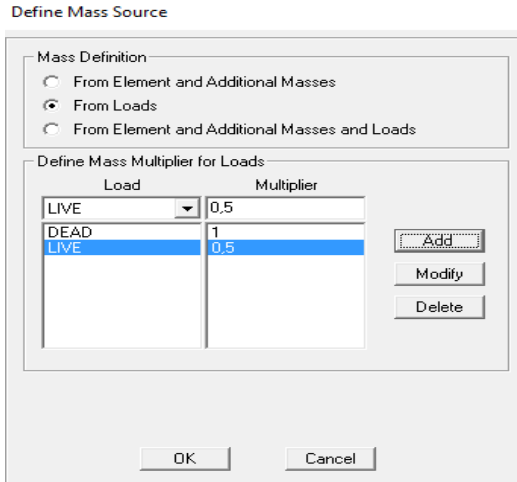 Define Mass Source
Mass Definition
From Element and Additional Masses
From Loads
From Element and Additional Masses and Loads
Define Mass Multiplier for Loads
Load Multiplier
LIVE 0,5
DEAD 1
LIVE 0,5
Add
Modify
Delete
OK Cancel